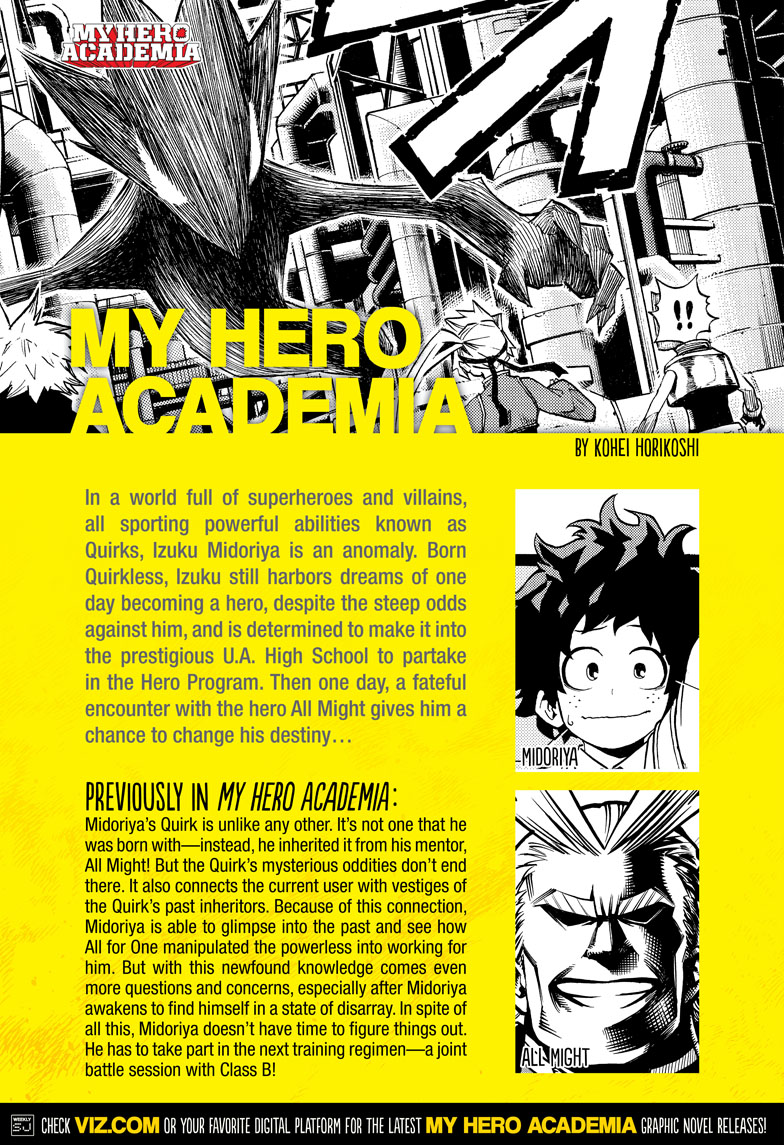 MY HERO
ACADEMIA
!!
MY HERO
ACADEMIA
BY KOHEI HORIKOSHI
In a world full of superheroes and villains,
all sporting powerful abilities known as
Quirks, Izuku Midoriya is an anomaly. Born
Quirkless, Izuku still harbors dreams of one
day becoming a hero, despite the steep odds
against him, and is determined to make it into
the prestigious U.A. High School to partake
in the Hero Program. Then one day, a fateful
encounter with the hero All Might gives him a
chance to change his destiny…
MIDORIYA
PREVIOUSLY IN MY HERO ACADEMIA:
Midoriya's Quirk is unlike any other. It's not one that he
was born with—instead, he inherited it from his mentor,
All Might! But the Quirk's mysterious oddities don't end
there. It also connects the current user with vestiges of
the Quirk's past inheritors. Because of this connection,
Midoriya is able to glimpse into the past and see how
All for One manipulated the powerless into working for
him. But with this newfound knowledge comes even
more questions and concerns, especially after Midoriya
awakens to find himself in a state of disarray. In spite of
all this, Midoriya doesn't have time to figure things out.
He has to take part in the next training regimen—a joint
battle session with Class B!
ALL MIGHT
WEEKLY
SJ
CHECK VIZ.COM OR YOUR FAVORITE DIGITAL PLATFORM FOR THE LATEST MY HERO ACADEMIA GRAPHIC NOVEL RELEASES!